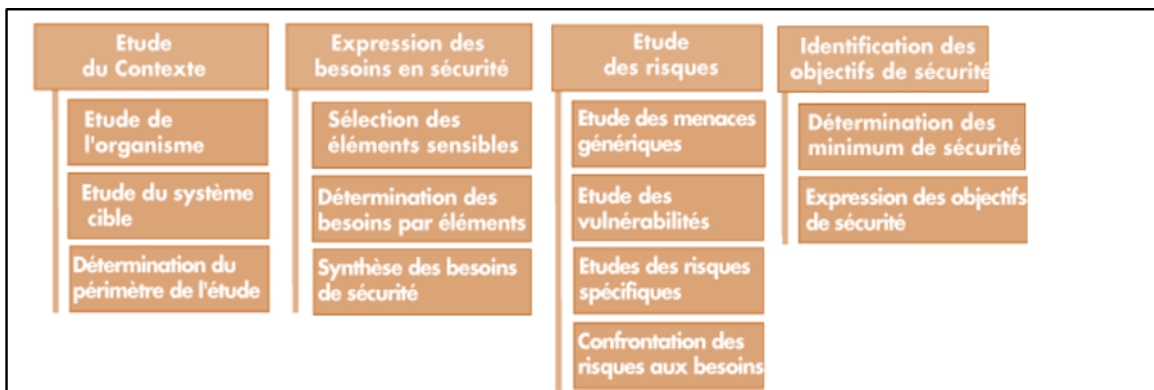 Etude
du Contexte
Etude de
l'organisme
Etude du système
cible
Détermination du
périmètre de l'étude
Expression des
besoins en sécurité
Sélection des
éléments sensibles
Détermination des
besoins par éléments
Synthèse des besoins
de sécurité
Etude
des risques
Etude des menaces
génériques
Etude des
vulnérabilités
Etudes des risques
spécifiques
Confrontation des
risques aux besoins
Identification des
objectifs de sécurité
Détermination des
minimum de sécurité
Expression des objectifs
de sécurité